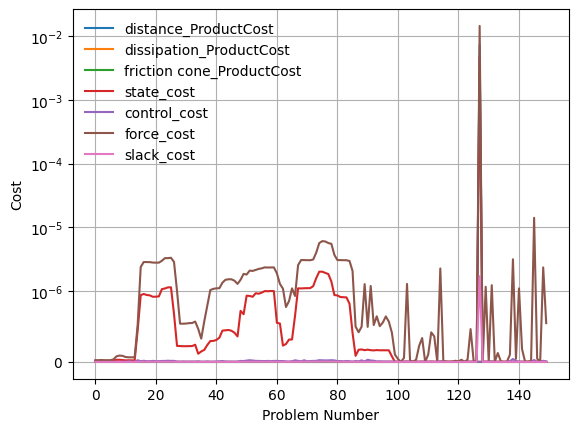 distance_ProductCost
dissipation_ProductCost
friction cone_ProductCost
state_cost
control_cost
force_cost
slack_cost
10⁻²
10⁻³
10⁻⁴
10⁻⁵
10⁻⁶
0
Cost
0 20 40 60 80 100 120 140
Problem Number